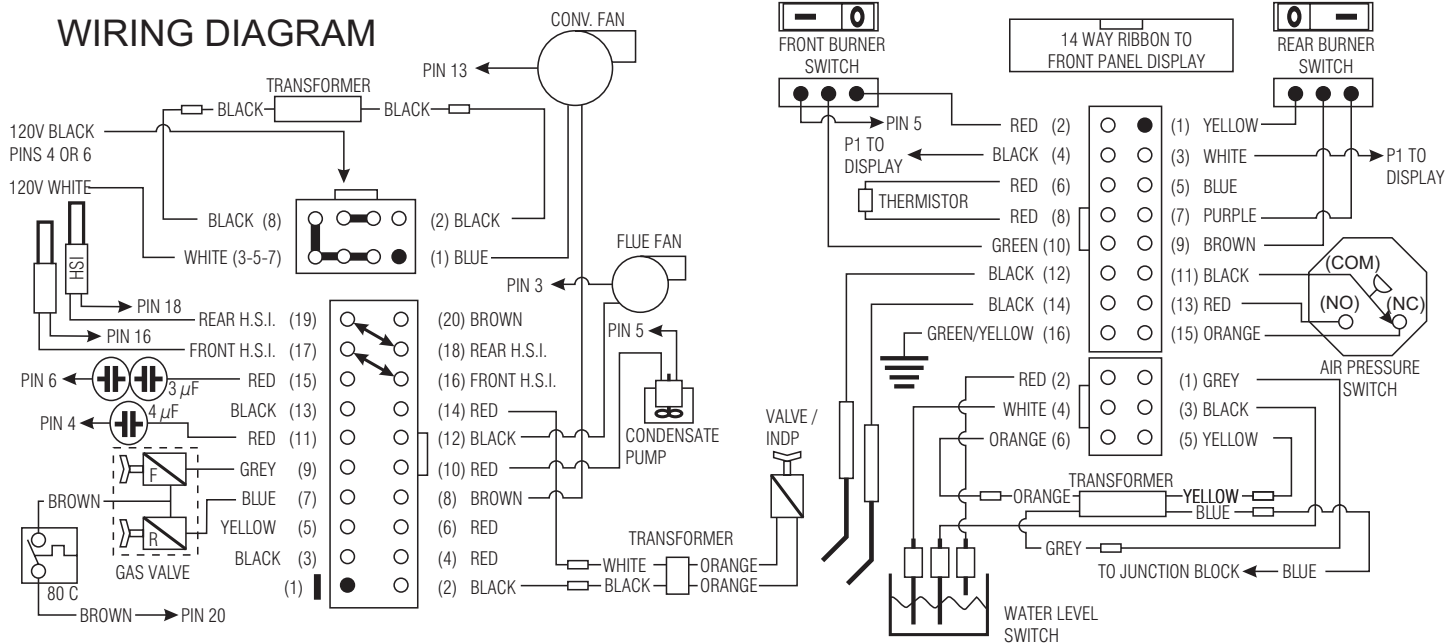 WIRING DIAGRAM
CONV. FAN
PIN 13
TRANSFORMER
BLACK
BLACK
120V BLACK
PINS 4 OR 6
120V WHITE
BLACK (8)
(2) BLACK
WHITE (3-5-7)
(1) BLUE
HSI
FLUE FAN
PIN 3
PIN 5
PIN 18
REAR H.S.I. (19)
(20) BROWN
PIN 16
FRONT H.S.I. (17)
(18) REAR H.S.I.
PIN 6
3 µF
RED (15)
(16) FRONT H.S.I.
4 µF
BLACK (13)
(14) RED
PIN 4
RED (11)
(12) BLACK
CONDENSATE
PUMP
F
GREY (9)
(10) RED
BROWN
BLUE (7)
(8) BROWN
R
YELLOW (5)
(6) RED
GAS VALVE
BLACK (3)
(4) RED
80 C
(1)
(2) BLACK
BROWN
PIN 20
TRANSFORMER
WHITE
ORANGE
BLACK
ORANGE
VALVE /
INDP
FRONT BURNER
SWITCH
14 WAY RIBBON TO
FRONT PANEL DISPLAY
REAR BURNER
SWITCH
PIN 5
RED (2)
(1) YELLOW
P1 TO
DISPLAY
BLACK (4)
(3) WHITE
P1 TO
DISPLAY
RED (6)
(5) BLUE
THERMISTOR
RED (8)
(7) PURPLE
GREEN (10)
(9) BROWN
BLACK (12)
(11) BLACK
(COM)
BLACK (14)
(13) RED
(NO)
(NC)
GREEN/YELLOW (16)
(15) ORANGE
AIR PRESSURE
SWITCH
RED (2)
(1) GREY
WHITE (4)
(3) BLACK
ORANGE (6)
(5) YELLOW
TRANSFORMER
ORANGE
YELLOW
BLUE
GREY
TO JUNCTION BLOCK
BLUE
WATER LEVEL
SWITCH